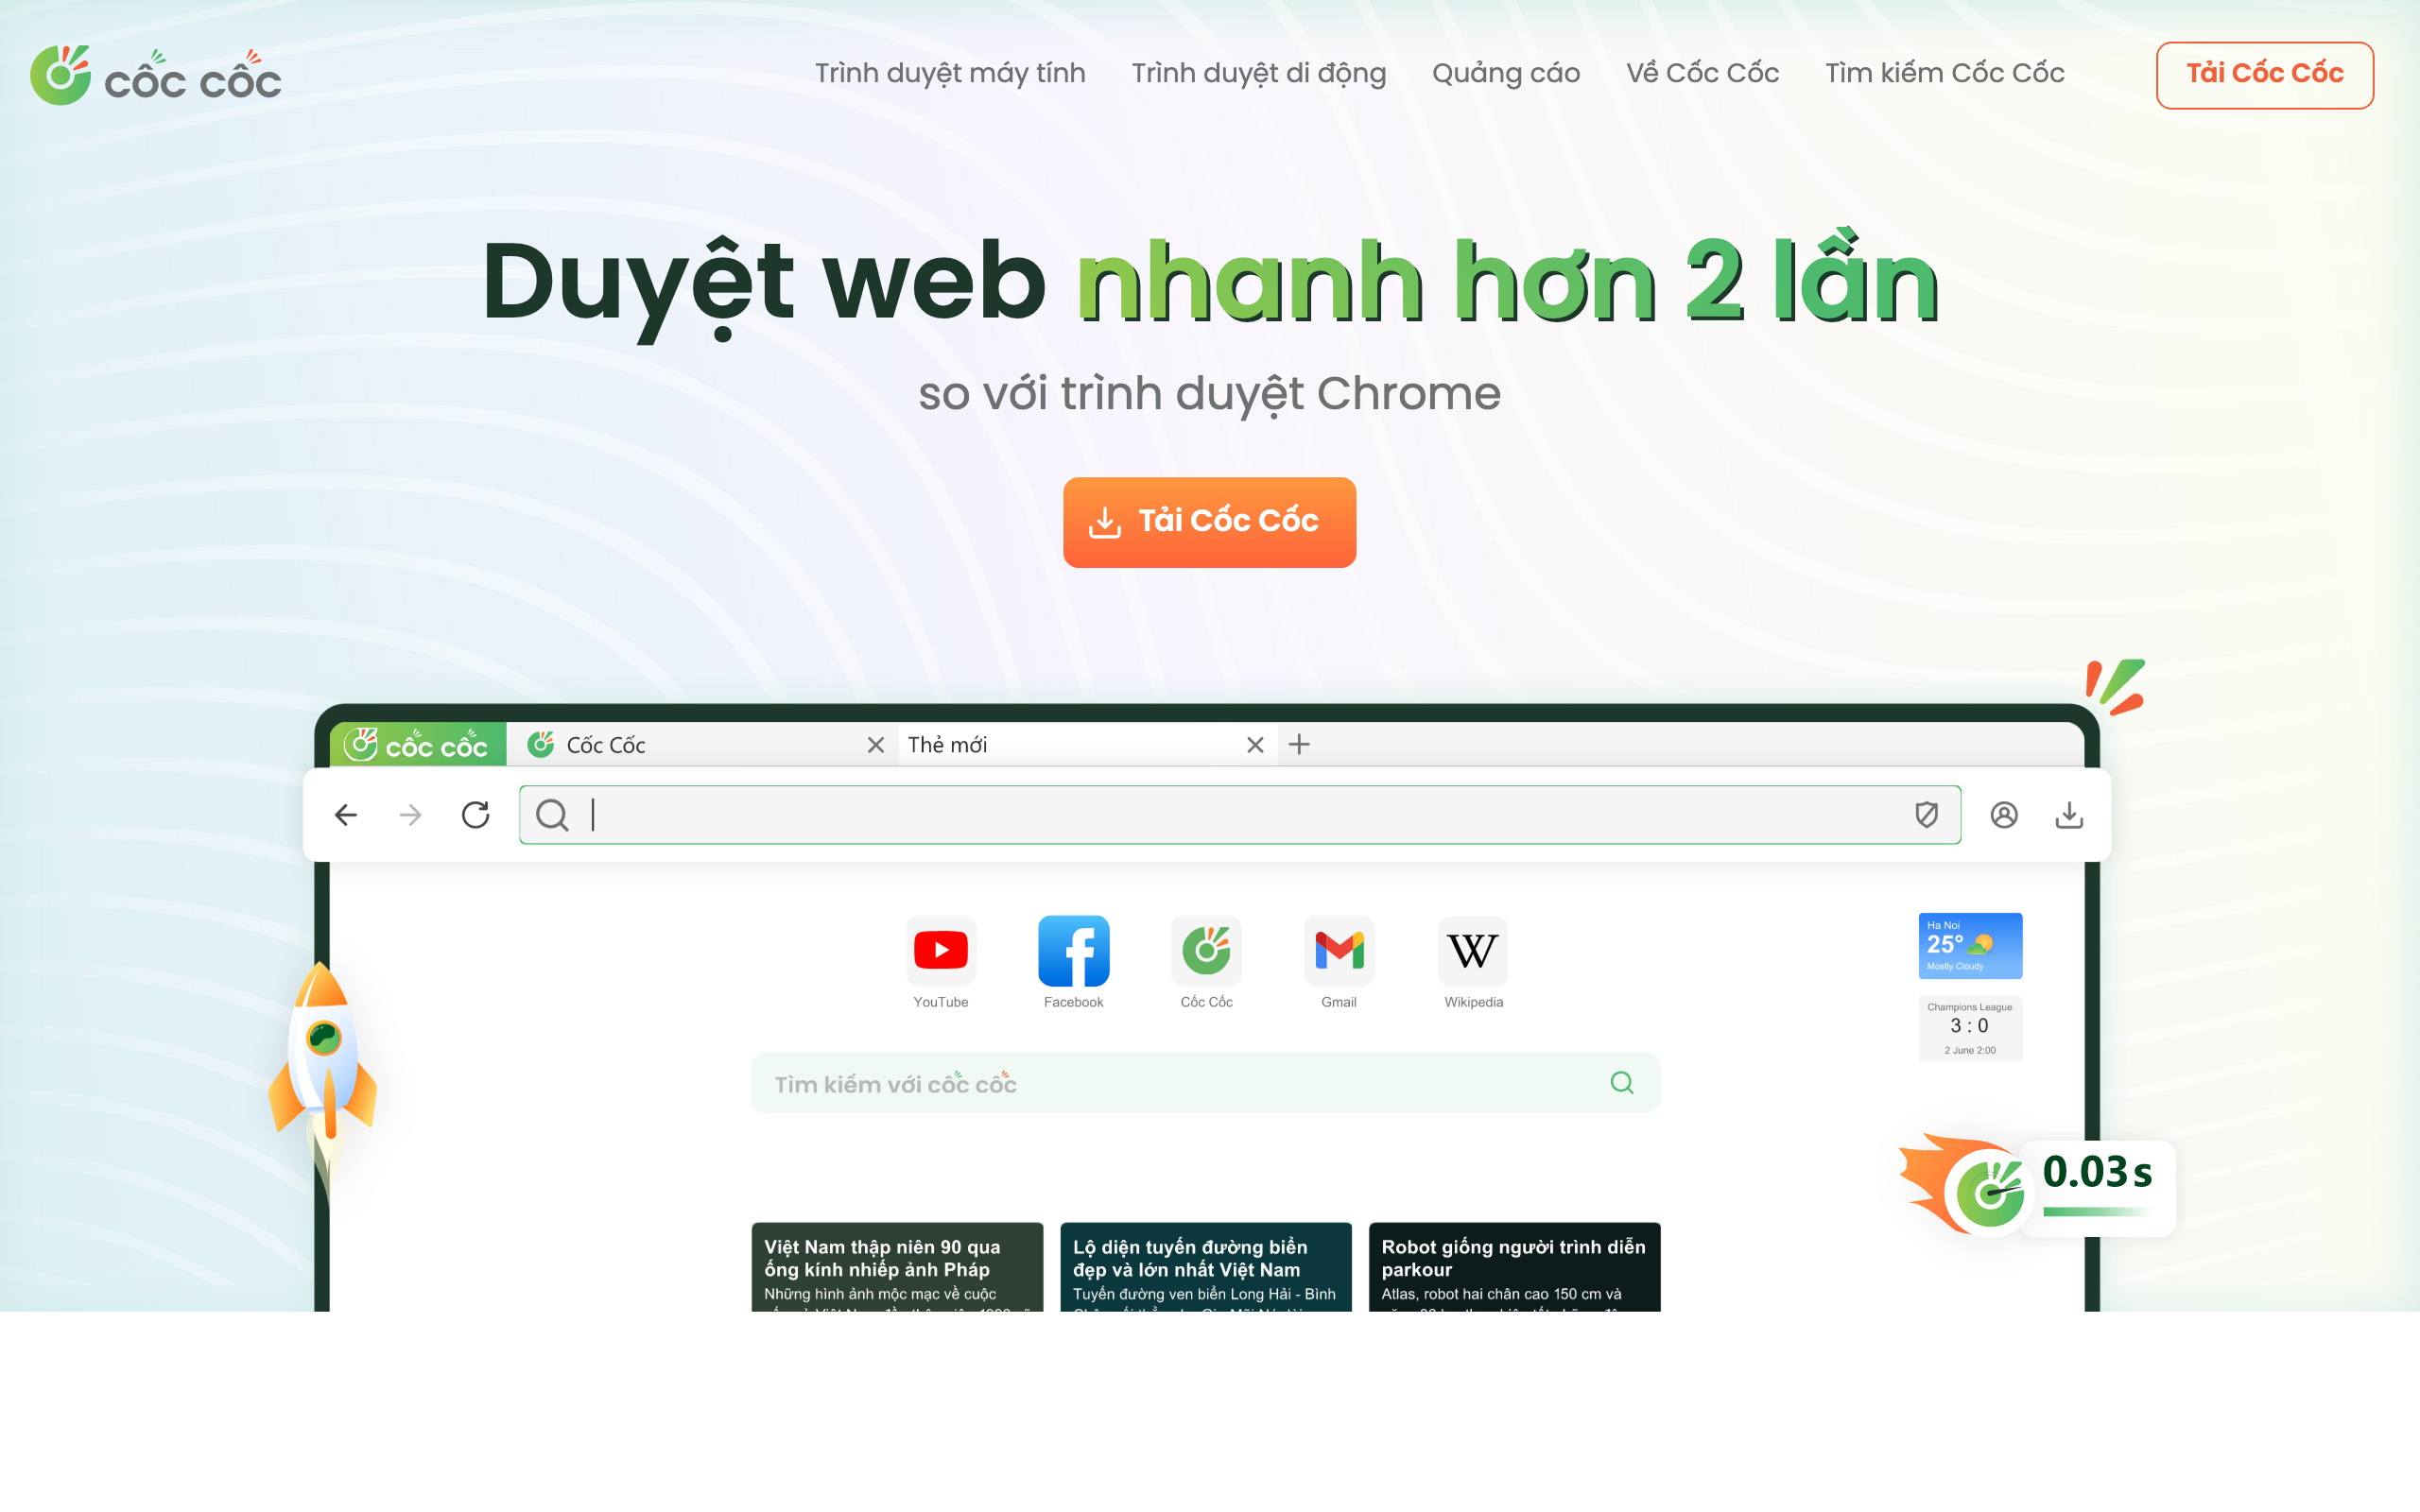 cốc cốc
Trình duyệt máy tính
Trình duyệt di động
Quảng cáo
Về Cốc Cốc
Tìm kiếm Cốc Cốc
Tải Cốc Cốc
Duyệt web nhanh hơn 2 lần
so với trình duyệt Chrome
Tải Cốc Cốc
cốc cốc
Cốc Cốc
Thẻ mới
YouTube
Facebook
Cốc Cốc
Gmail
Wikipedia
Ha Noi
25°
Mostly Cloudy
Champions League
3 : 0
2 June 2:00
Tìm kiếm với cốc cốc
0.03s
Việt Nam thập niên 90 qua
ống kính nhiếp ảnh Pháp
Những hình ảnh mộc mạc về cuộc
Lộ diện tuyến đường biển
đẹp và lớn nhất Việt Nam
Tuyến đường ven biển Long Hải - Bình
Robot giống người trình diễn
parkour
Atlas, robot hai chân cao 150 cm và